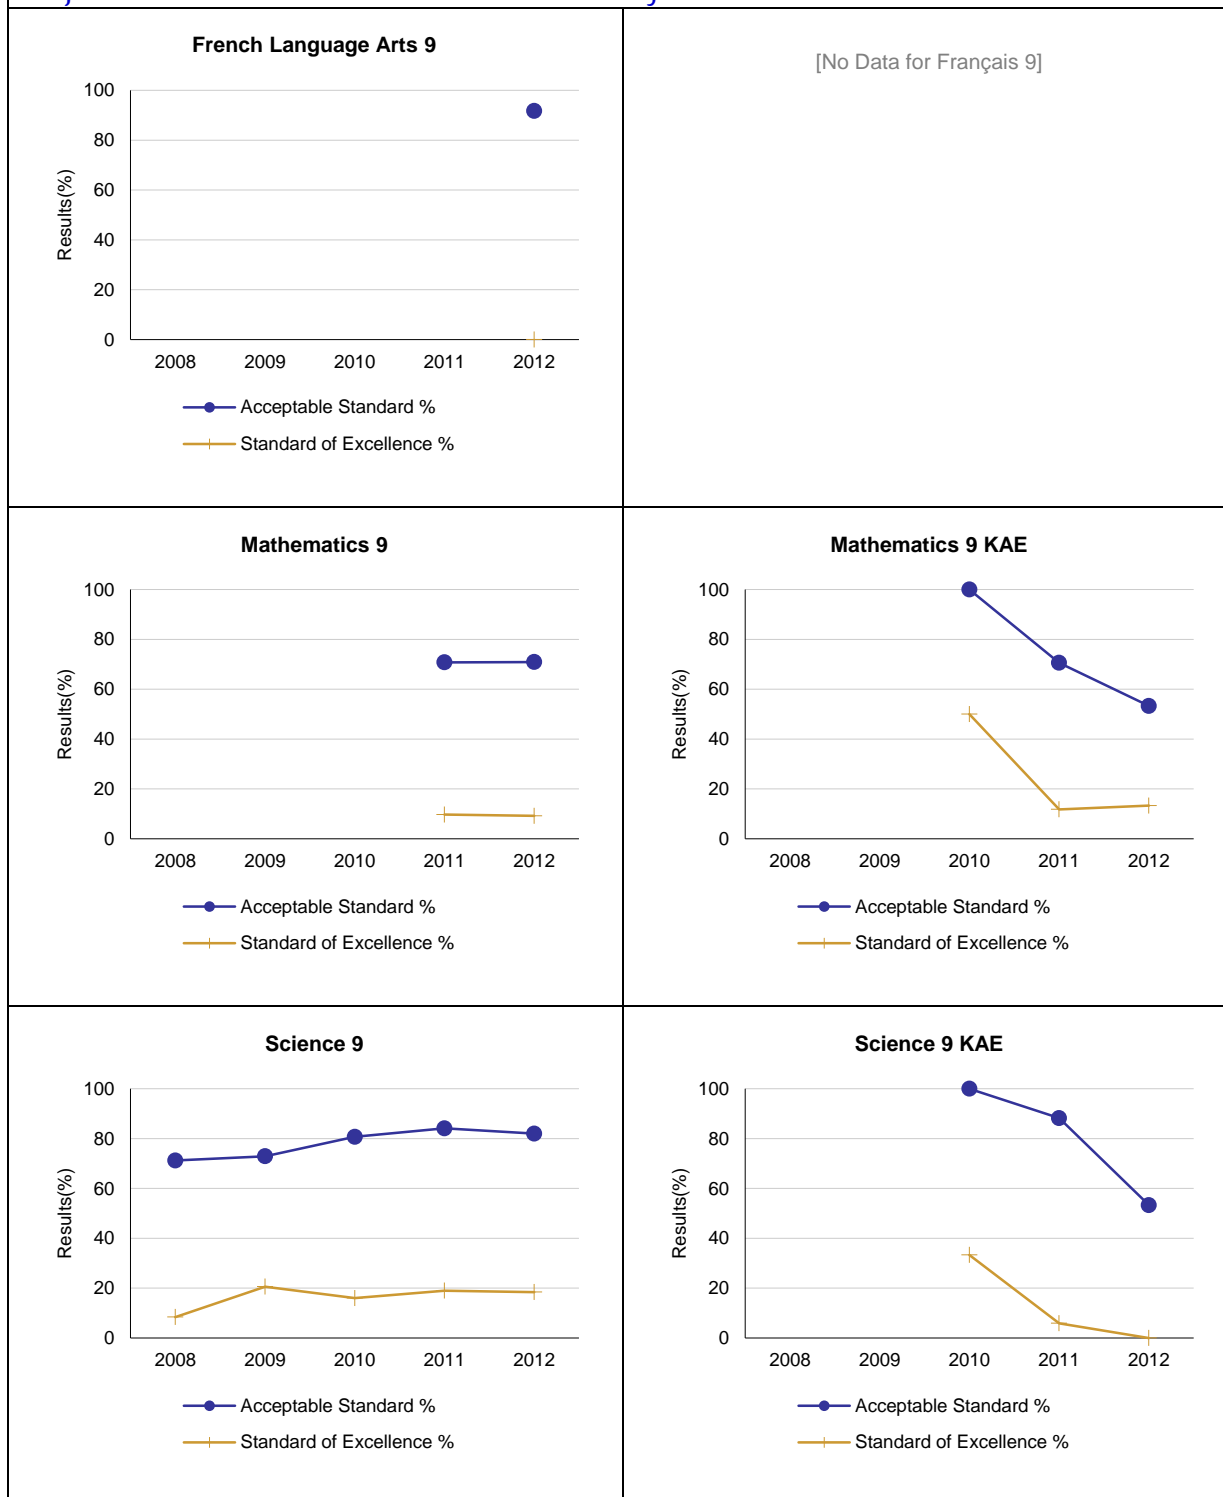 French Language Arts 9
100
80
60
40
20
0
Results(%)
2008 2009 2010 2011 2012
Acceptable Standard %
Standard of Excellence %
[No Data for Français 9]
Mathematics 9
100
80
60
40
20
0
Results(%)
2008 2009 2010 2011 2012
Acceptable Standard %
Standard of Excellence %
Mathematics 9 KAE
100
80
60
40
20
0
Results(%)
2008 2009 2010 2011 2012
Acceptable Standard %
Standard of Excellence %
Science 9
100
80
60
40
20
0
Results(%)
2008 2009 2010 2011 2012
Acceptable Standard %
Standard of Excellence %
Science 9 KAE
100
80
60
40
20
0
Results(%)
2008 2009 2010 2011 2012
Acceptable Standard %
Standard of Excellence %